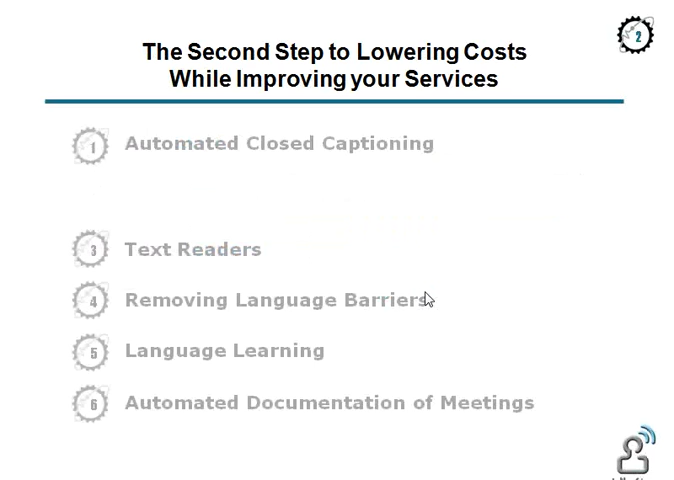 2
The Second Step to Lowering Costs
While Improving your Services
1 Automated Closed Captioning
3 Text Readers
4 Removing Language Barriers
5 Language Learning
6 Automated Documentation of Meetings